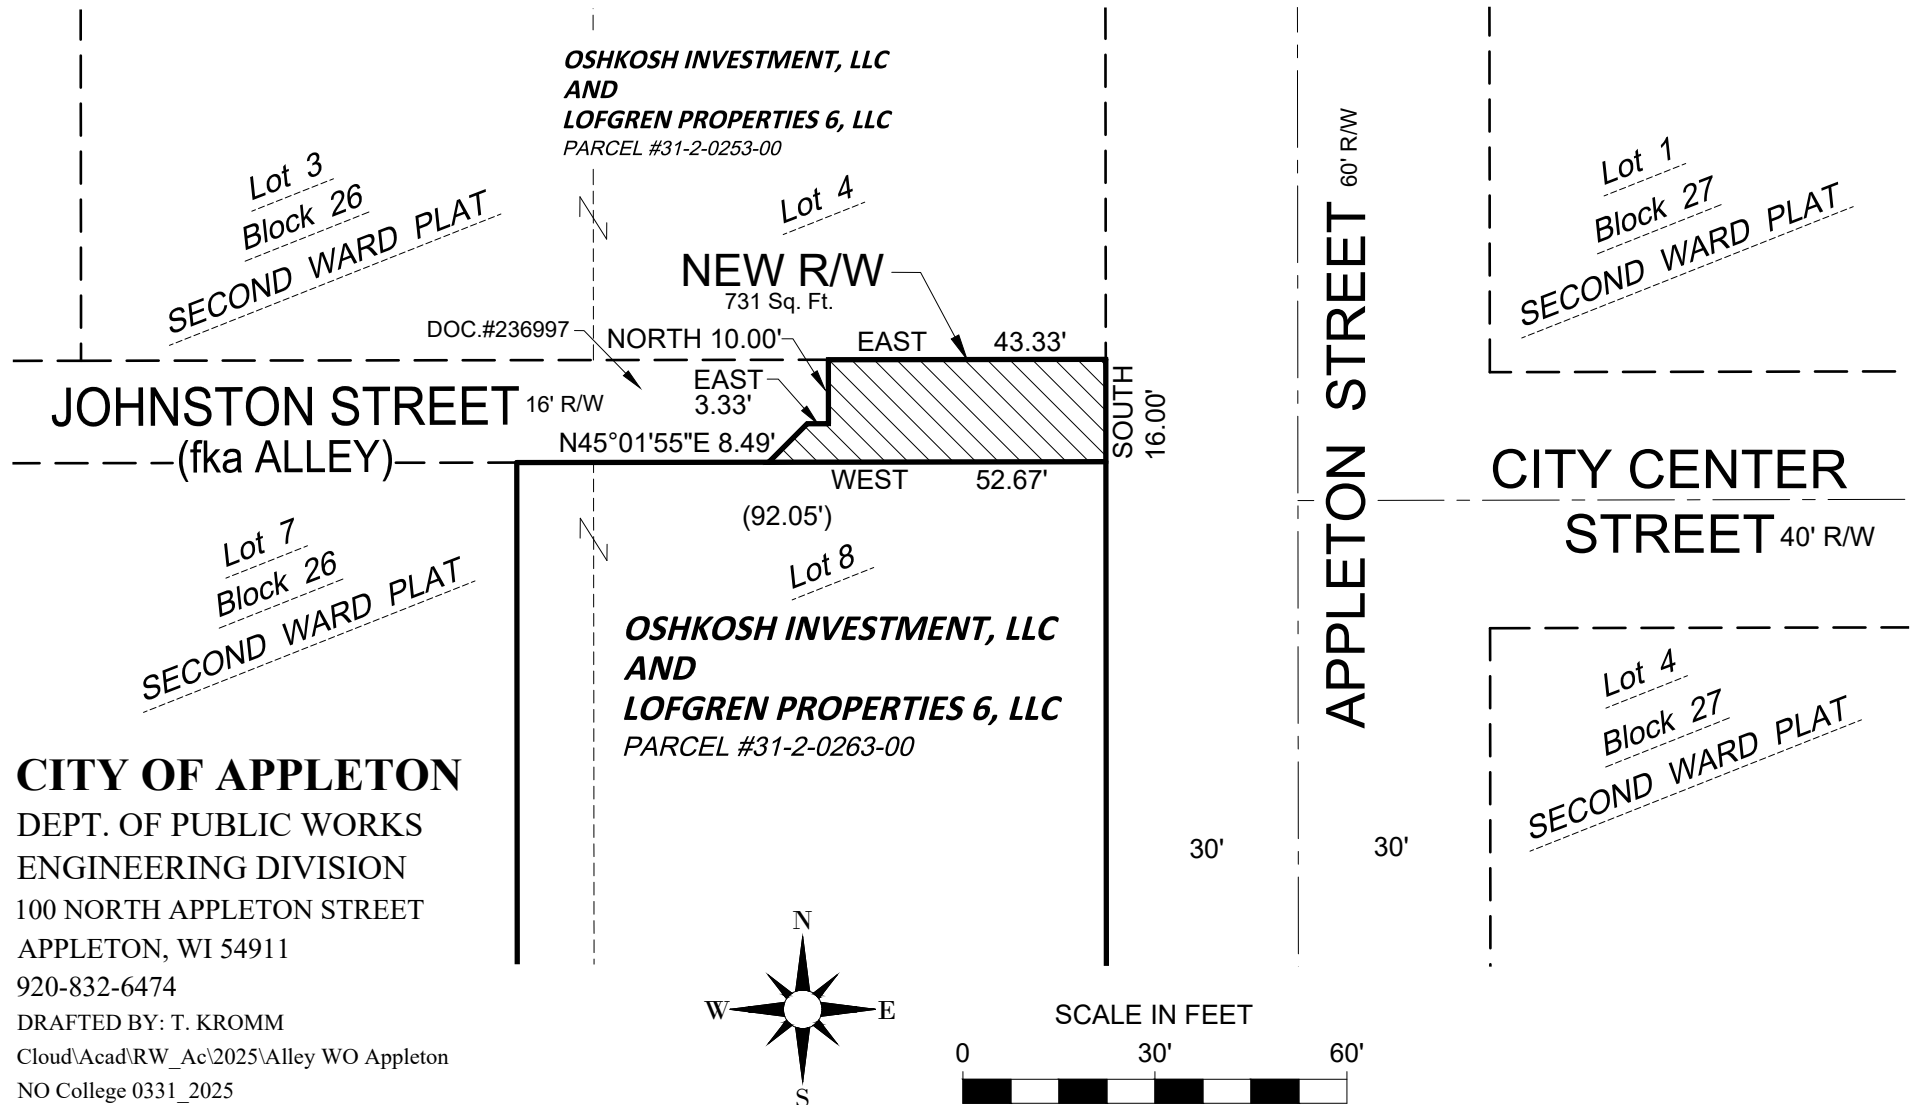 OSHKOSH INVESTMENT, LLC
AND
LOFGREN PROPERTIES 6, LLC
PARCEL #31-2-0253-00
Lot 3
Block 26
SECOND WARD PLAT
Lot 4
NEW R/W
731 Sq. Ft.
DOC.#236997
NORTH 10.00'
EAST 43.33'
EAST
3.33'
SOUTH
16.00'
JOHNSTON STREET 16' R/W
(fka ALLEY)
N45°01'55"E 8.49'
WEST 52.67'
(92.05')
APPLETON STREET 60' R/W
Lot 1
Block 27
SECOND WARD PLAT
CITY CENTER
STREET 40' R/W
Lot 7
Block 26
SECOND WARD PLAT
Lot 8
OSHKOSH INVESTMENT, LLC
AND
LOFGREN PROPERTIES 6, LLC
PARCEL #31-2-0263-00
Lot 4
Block 27
SECOND WARD PLAT
30'
30'
CITY OF APPLETON
DEPT. OF PUBLIC WORKS
ENGINEERING DIVISION
100 NORTH APPLETON STREET
APPLETON, WI 54911
920-832-6474
DRAFTED BY: T. KROMM
Cloud\Acad\RW_Ac\2025\Alley WO Appleton
NO College 0331_2025
N
W
E
S
SCALE IN FEET
0 30' 60'